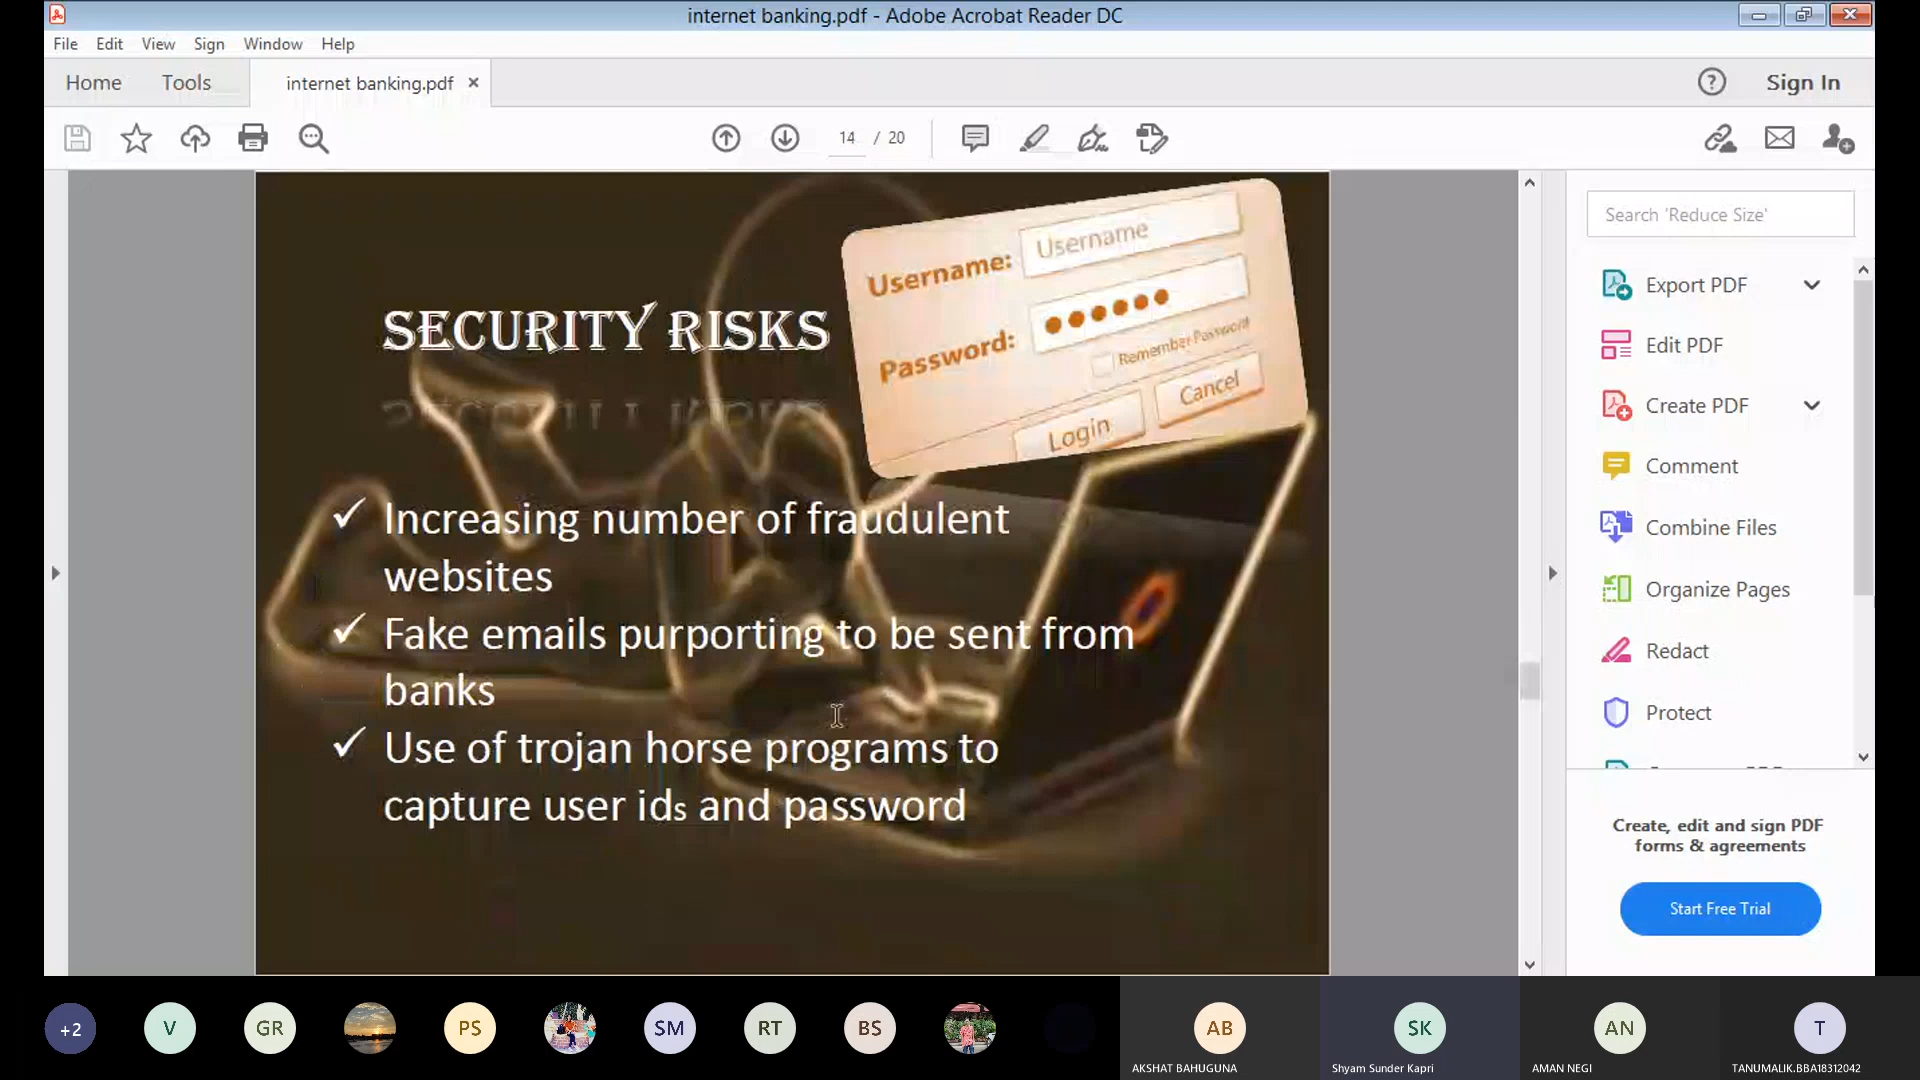 internet banking.pdf - Adobe Acrobat Reader DC
File Edit View Sign Window Help
Home Tools internet banking.pdf × ? Sign In
14 / 20
Search 'Reduce Size'
Username: Username
Password:
Remember Password
Login Cancel
SECURITY RISKS
✓ Increasing number of fraudulent
websites
✓ Fake emails purporting to be sent from
banks
✓ Use of trojan horse programs to
capture user ids and password
Export PDF
Edit PDF
Create PDF
Comment
Combine Files
Organize Pages
Redact
Protect
Create, edit and sign PDF
forms & agreements
Start Free Trial
+2 V GR PS SM RT BS AB SK AN T
AKSHAT BAHUGUNA Shyam Sunder Kapri AMAN NEGI TANUMALIK.BBA18312042